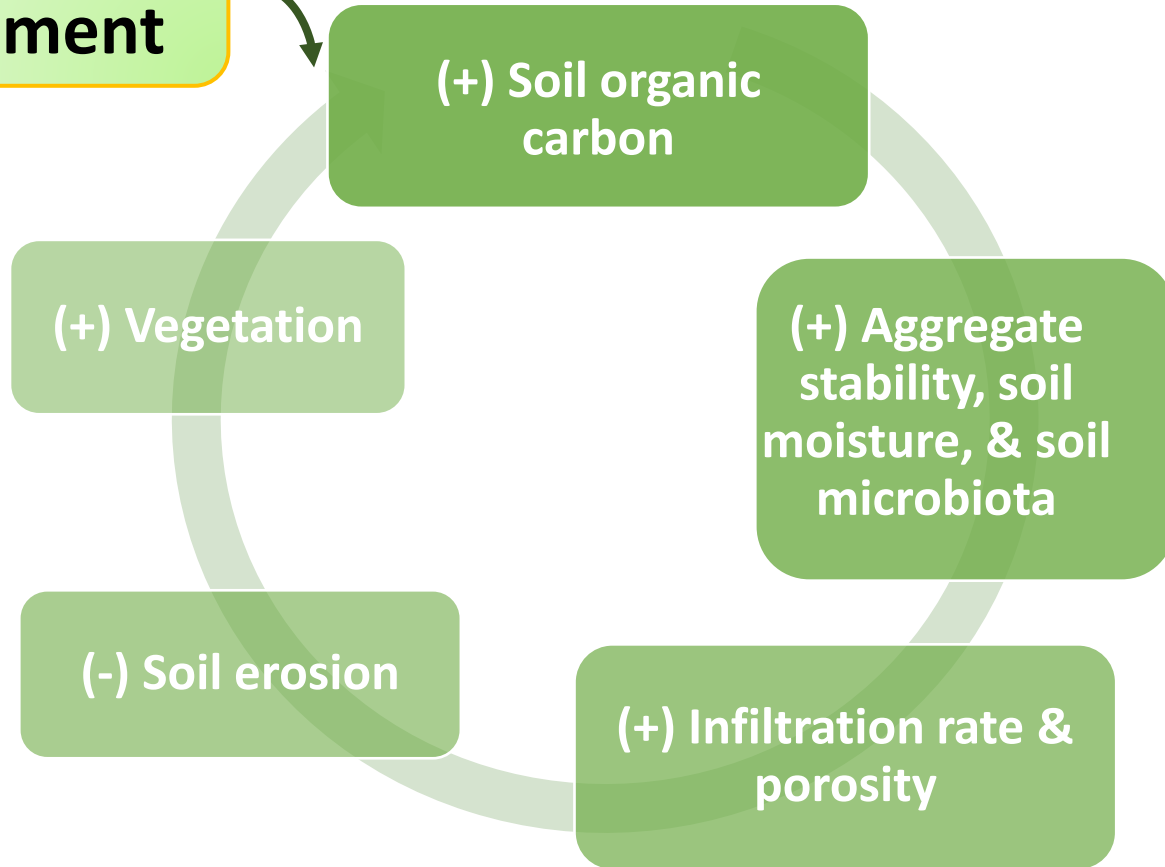 ment
(+) Soil organic
carbon
(+) Vegetation
(+) Aggregate
stability, soil
moisture, & soil
microbiota
(-) Soil erosion
(+) Infiltration rate &
porosity